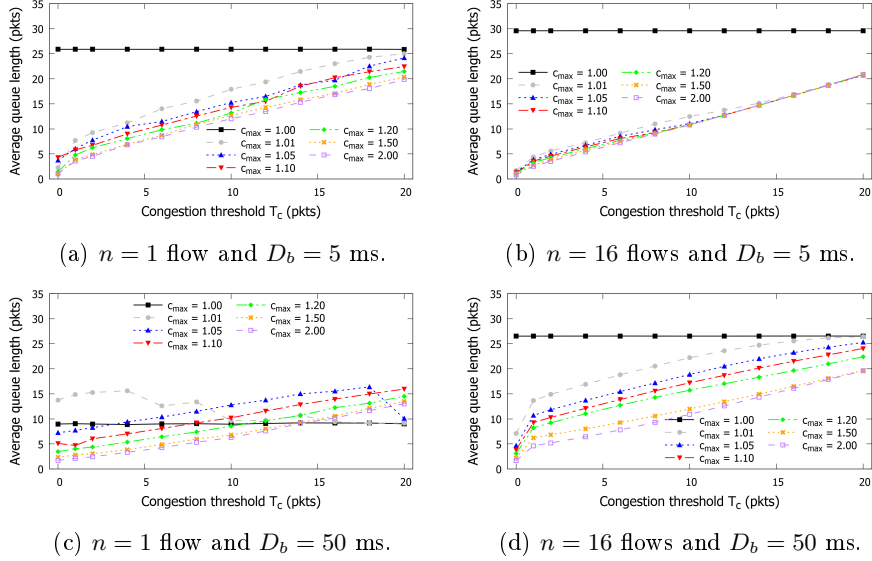 35
30
25
20
15
10
5
0
Average queue length (pkts)
c_max = 1.00
c_max = 1.01
c_max = 1.05
c_max = 1.10
c_max = 1.20
c_max = 1.50
c_max = 2.00
0 5 10 15 20
Congestion threshold T_c (pkts)
(a) n = 1 flow and D_b = 5 ms.
35
30
25
20
15
10
5
0
Average queue length (pkts)
c_max = 1.00
c_max = 1.01
c_max = 1.05
c_max = 1.10
c_max = 1.20
c_max = 1.50
c_max = 2.00
0 5 10 15 20
Congestion threshold T_c (pkts)
(b) n = 16 flows and D_b = 5 ms.
35
30
25
20
15
10
5
0
Average queue length (pkts)
c_max = 1.00
c_max = 1.01
c_max = 1.05
c_max = 1.10
c_max = 1.20
c_max = 1.50
c_max = 2.00
0 5 10 15 20
Congestion threshold T_c (pkts)
(c) n = 1 flow and D_b = 50 ms.
35
30
25
20
15
10
5
0
Average queue length (pkts)
c_max = 1.00
c_max = 1.01
c_max = 1.05
c_max = 1.10
c_max = 1.20
c_max = 1.50
c_max = 2.00
0 5 10 15 20
Congestion threshold T_c (pkts)
(d) n = 16 flows and D_b = 50 ms.